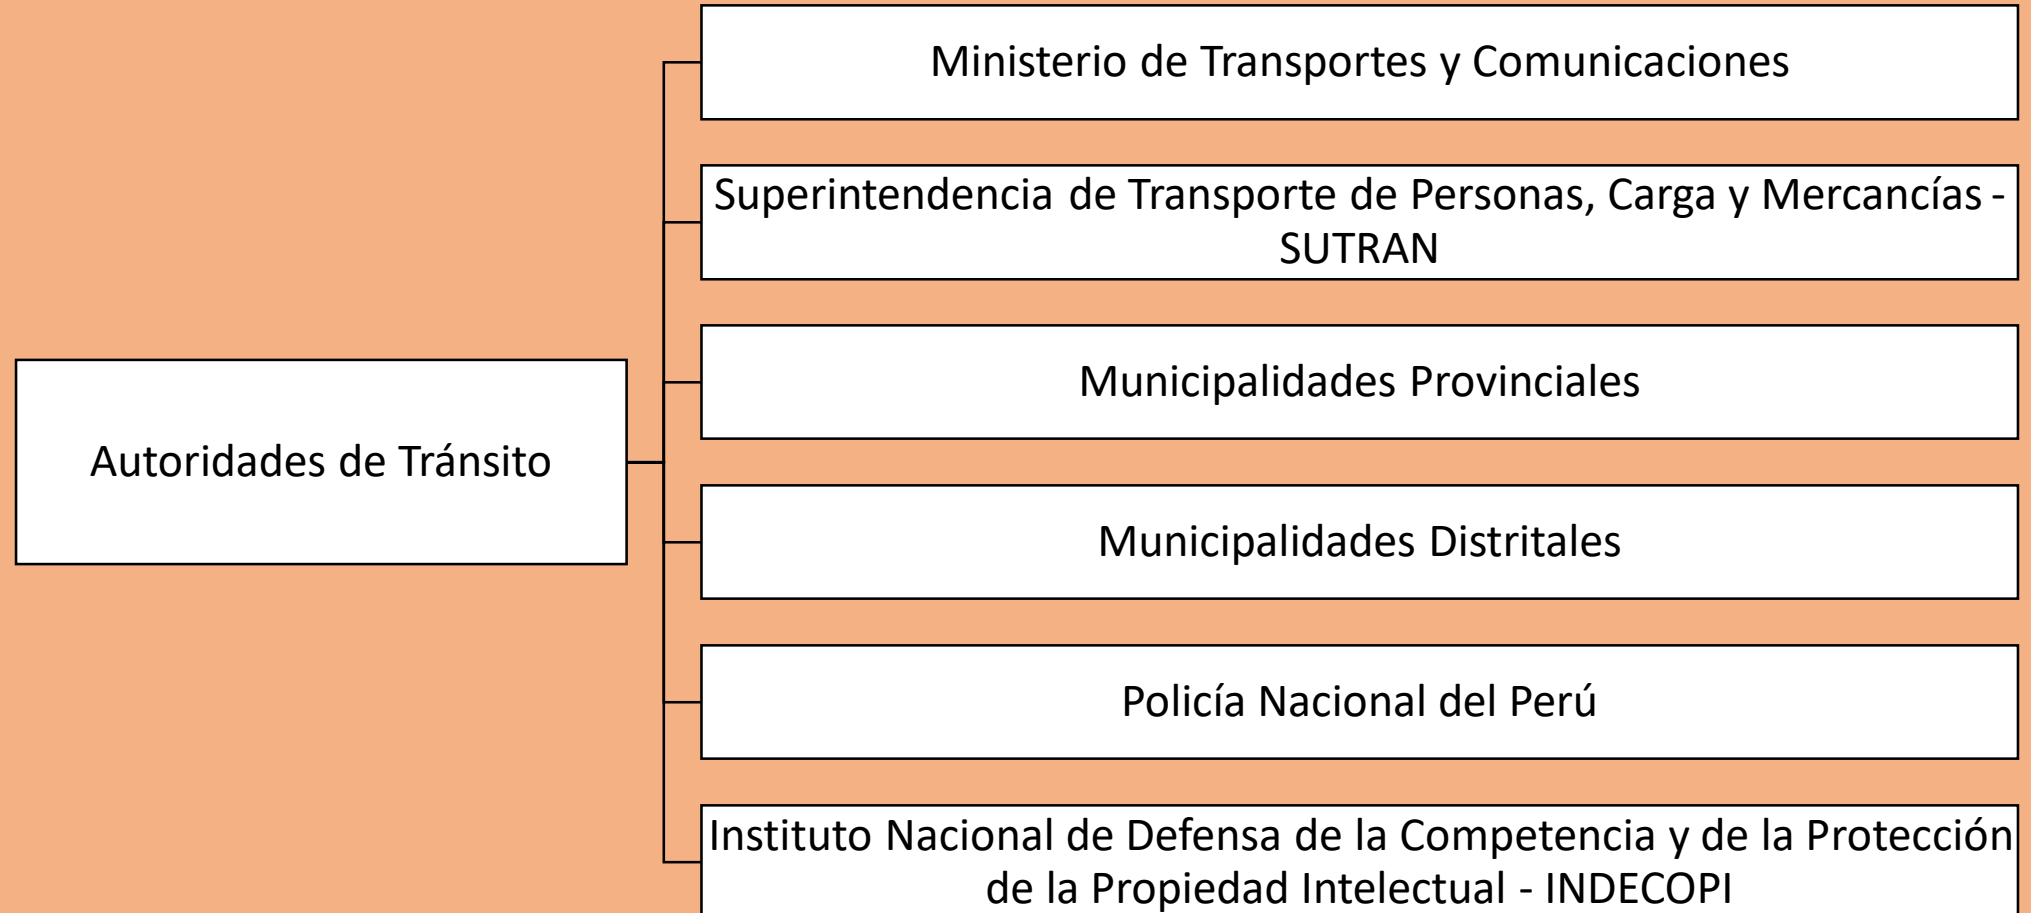 Ministerio de Transportes y Comunicaciones
Superintendencia de Transporte de Personas, Carga y Mercancías -
SUTRAN
Municipalidades Provinciales
Autoridades de Tránsito
Municipalidades Distritales
Policía Nacional del Perú
Instituto Nacional de Defensa de la Competencia y de la Protección
de la Propiedad Intelectual - INDECOPI